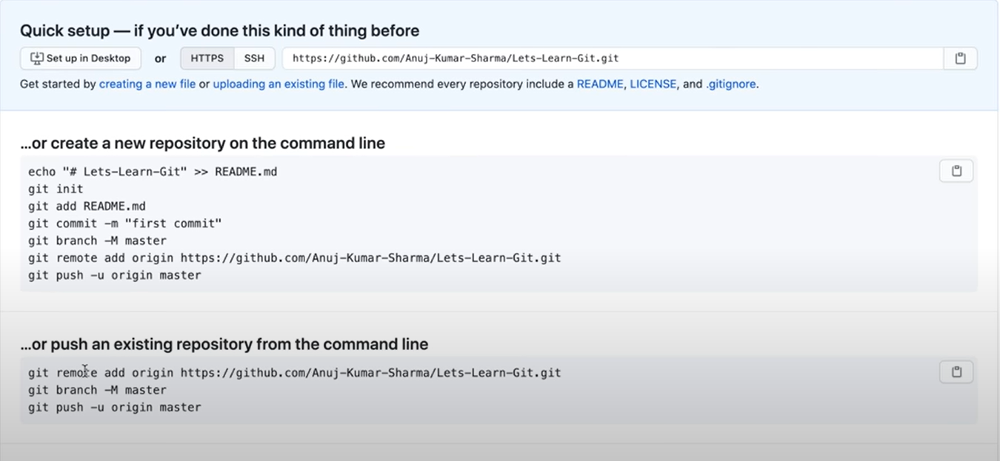 Quick setup — if you've done this kind of thing before
Set up in Desktop or HTTPS SSH https://github.com/Anuj-Kumar-Sharma/Lets-Learn-Git.git
Get started by creating a new file or uploading an existing file. We recommend every repository include a README, LICENSE, and .gitignore.
...or create a new repository on the command line
echo "# Lets-Learn-Git" >> README.md
git init
git add README.md
git commit -m "first commit"
git branch -M master
git remote add origin https://github.com/Anuj-Kumar-Sharma/Lets-Learn-Git.git
git push -u origin master
...or push an existing repository from the command line
git remote add origin https://github.com/Anuj-Kumar-Sharma/Lets-Learn-Git.git
git branch -M master
git push -u origin master